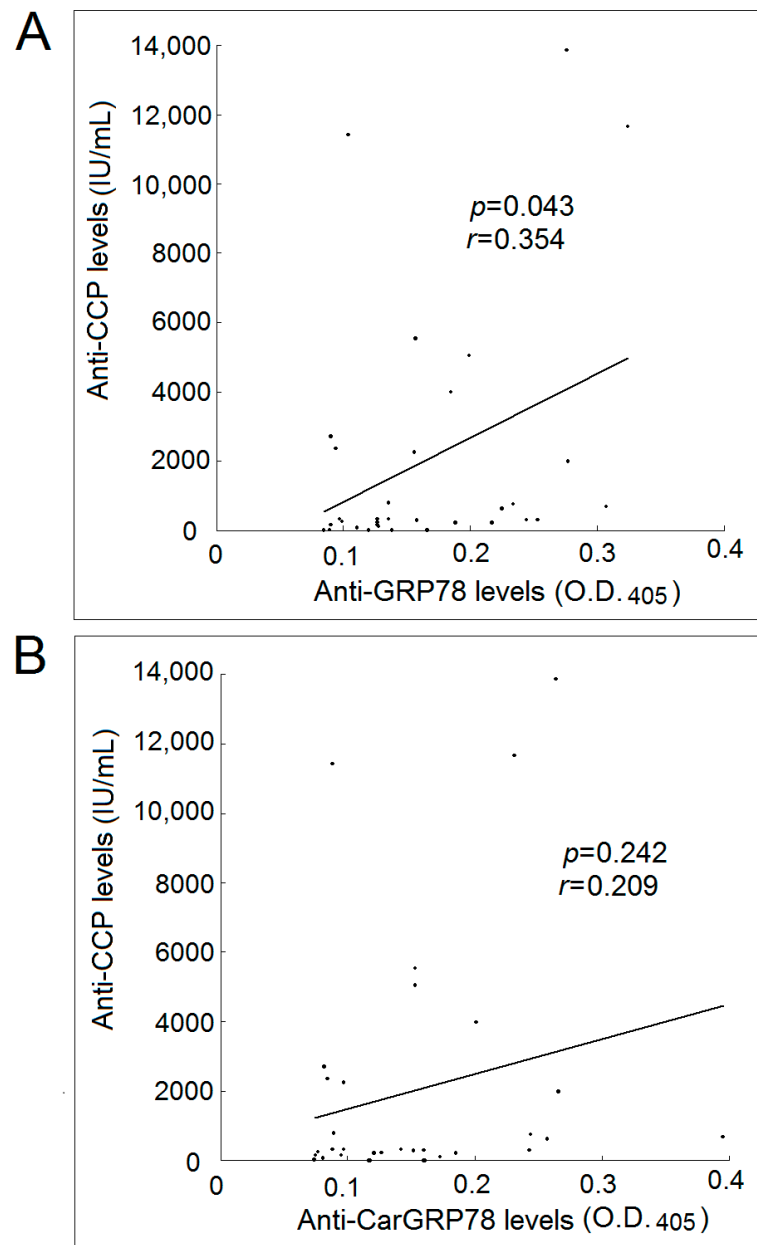 A
14,000
12,000
10,000
8000
6000
4000
2000
0
Anti-CCP levels (IU/mL)
p=0.043
r=0.354
0 0.1 0.2 0.3 0.4
Anti-GRP78 levels (O.D. 405)
B
14,000
12,000
10,000
8000
6000
4000
2000
0
Anti-CCP levels (IU/mL)
p=0.242
r=0.209
0 0.1 0.2 0.3 0.4
Anti-CarGRP78 levels (O.D. 405)